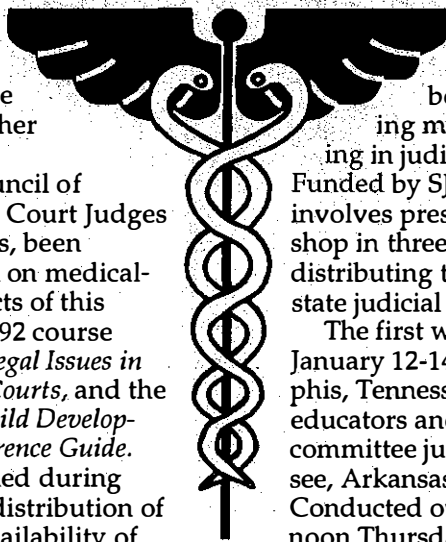 e
her
uncil of
Court Judges
s, been
on medical-
cts of this
92 course
egal Issues in
Courts, and the
ild Develop-
rence Guide.
ed during
distribution of
ailability of
be
ing m
ing in judi
Funded by SJ
involves pres
shop in three
distributing t
state judicial
The first w
January 12-14
phis, Tenness
educators and
committee ju
see, Arkansas
Conducted ov
noon Thursd